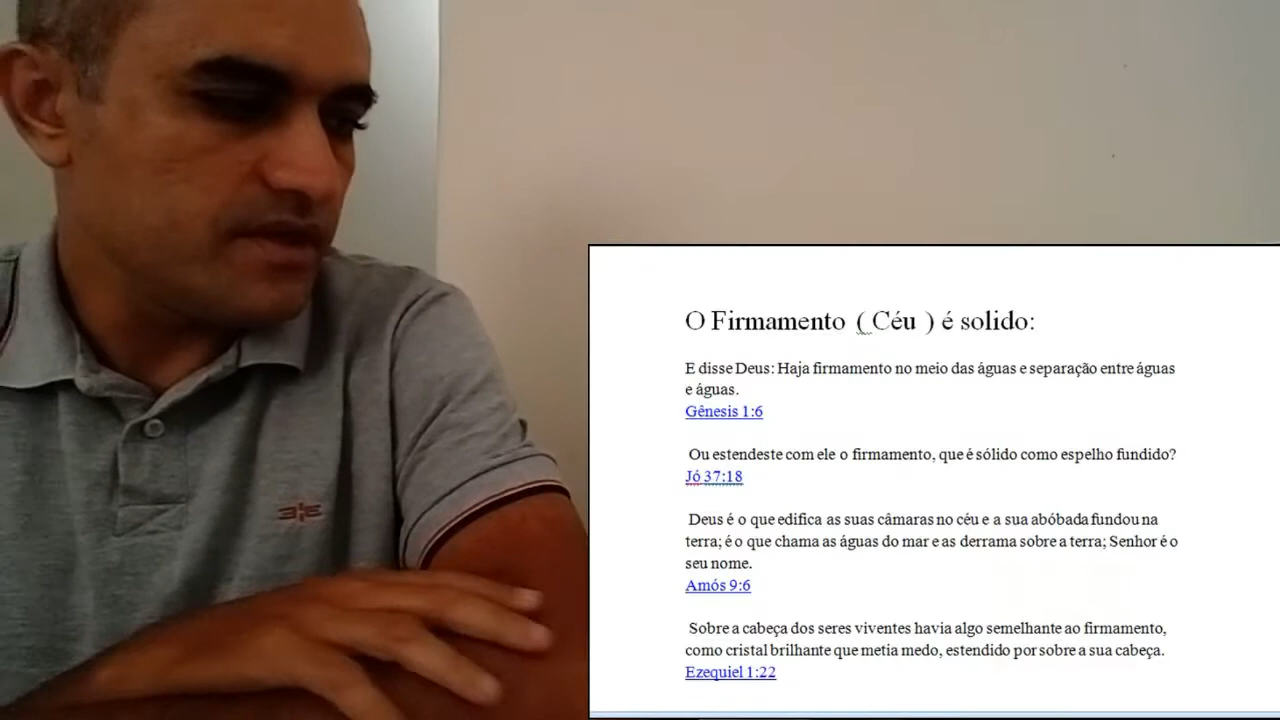 O Firmamento ( Céu ) é solido:
E disse Deus: Haja firmamento no meio das águas e separação entre águas
e águas.
Gênesis 1:6
Ou estendeste com ele o firmamento, que é sólido como espelho fundido?
Jó 37:18
Deus é o que edifica as suas câmaras no céu e a sua abóbada fundou na
terra; é o que chama as águas do mar e as derrama sobre a terra; Senhor é o
seu nome.
Amós 9:6
Sobre a cabeça dos seres viventes havia algo semelhante ao firmamento,
como cristal brilhante que metia medo, estendido por sobre a sua cabeça.
Ezequiel 1:22